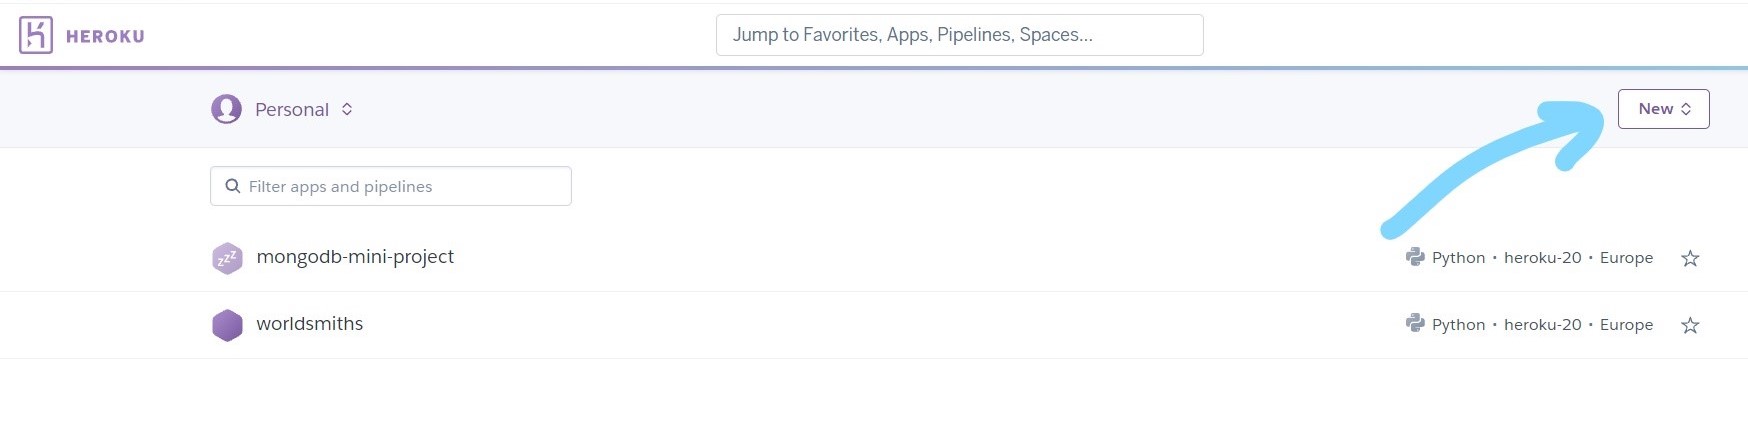 HEROKU
Jump to Favorites, Apps, Pipelines, Spaces...
Personal
New
Filter apps and pipelines
zzz mongodb-mini-project Python • heroku-20 • Europe
worldsmiths Python • heroku-20 • Europe